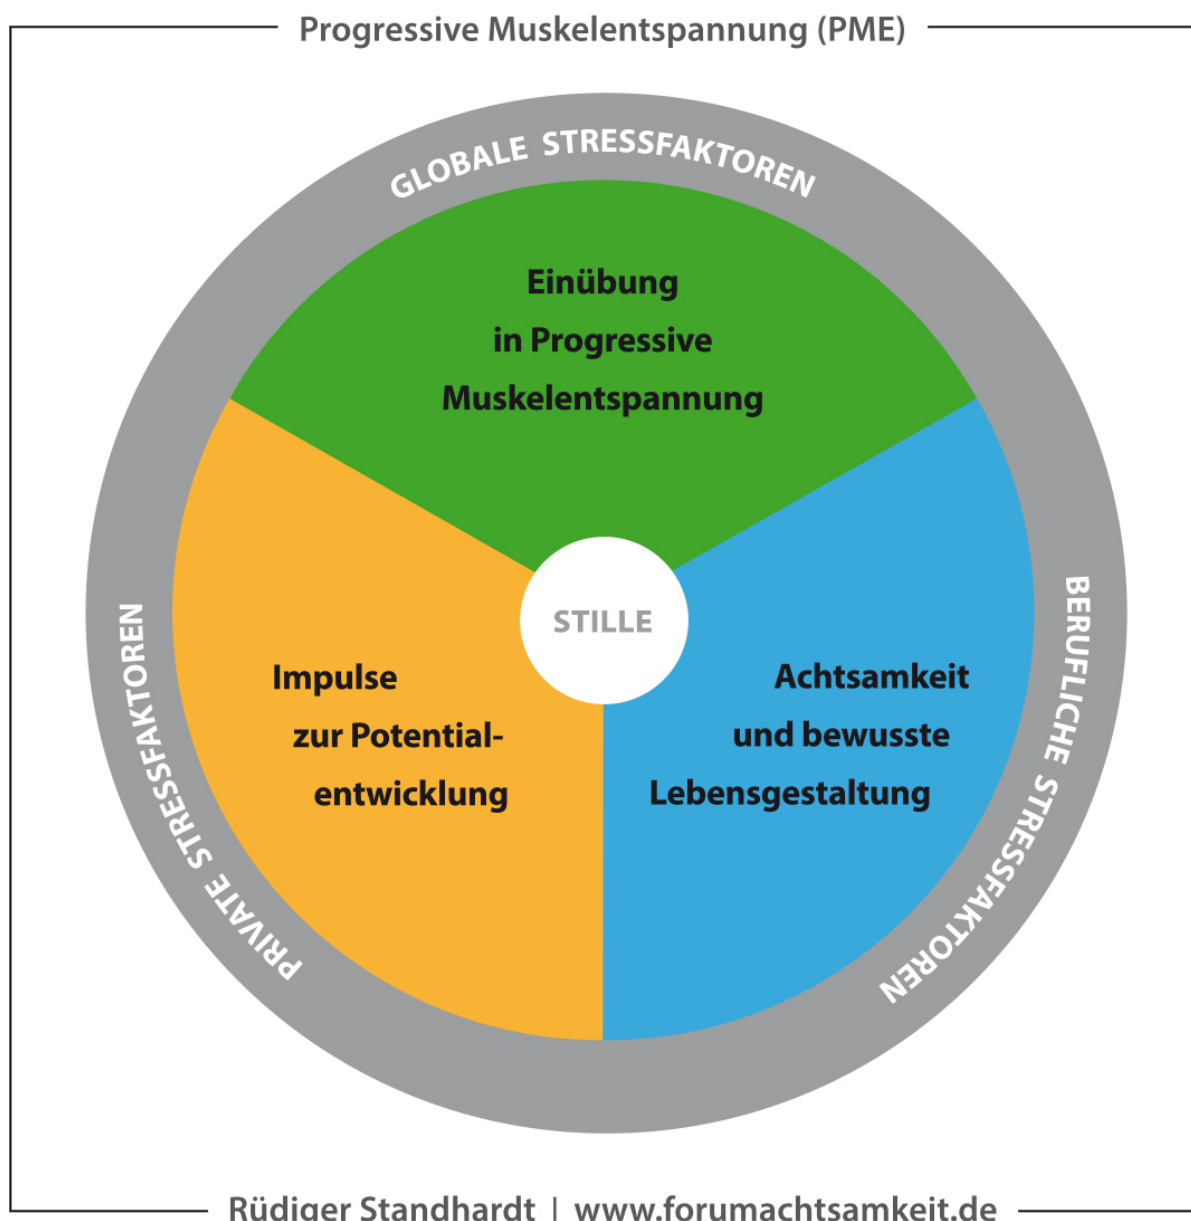 Progressive Muskelentspannung (PME)
GLOBALE STRESSFAKTOREN
Einübung
in Progressive
Muskelentspannung
STILLE
Impulse
zur Potential-
entwicklung
Achtsamkeit
und bewusste
Lebensgestaltung
PRIVATE STRESSFAKTOREN
BERUFLICHE STRESSFAKTOREN
Rüdiger Standhardt | www.forumachtsamkeit.de